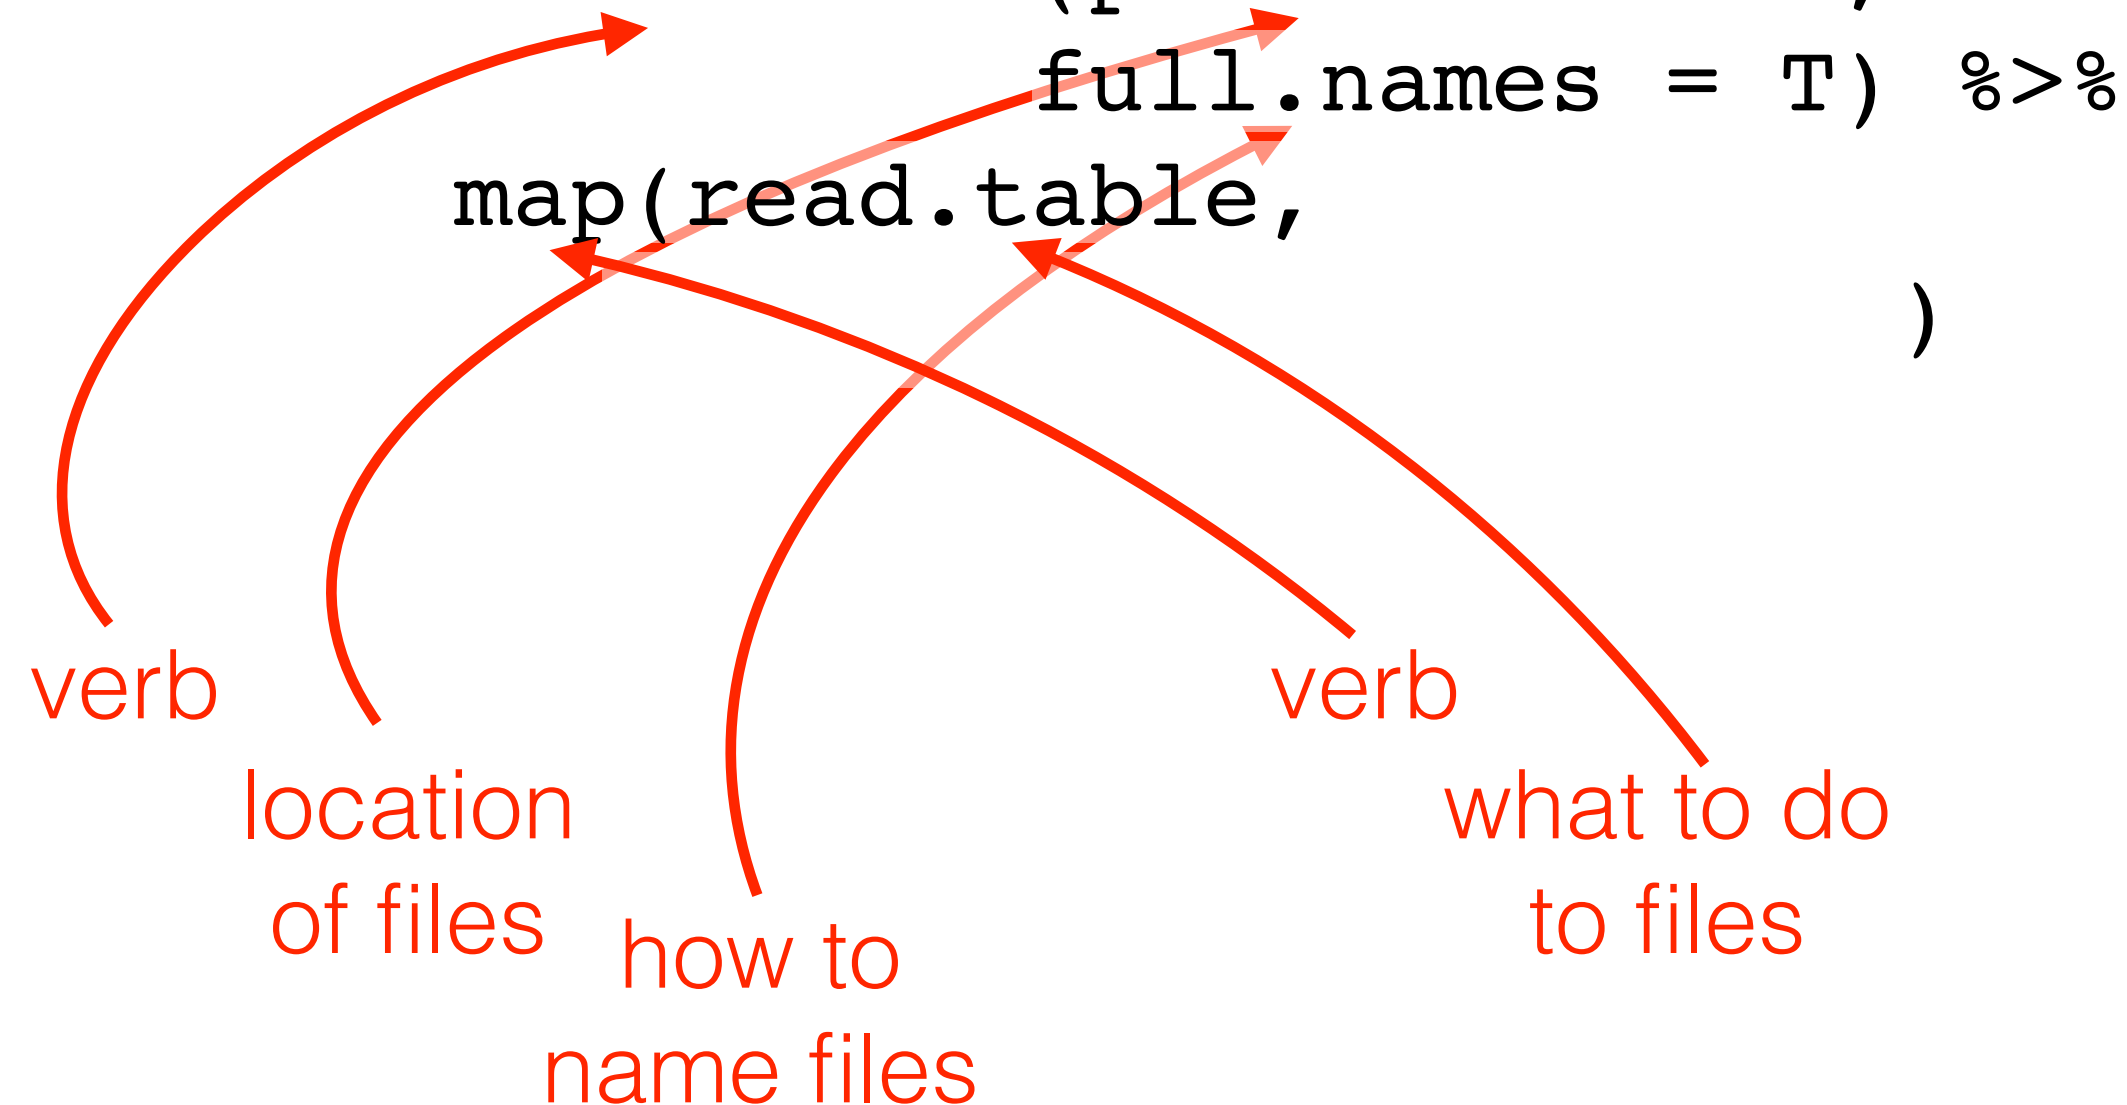 full.names = T) %>%
map(read.table,
)
verb
location
of files
how to
name files
verb
what to do
to files